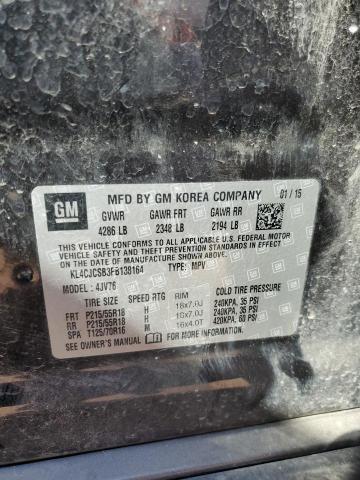 GM
MFD BY GM KOREA COMPANY 01/15
GVWR GAWR FRT GAWR RR
4286 LB 2348 LB 2194 LB
THIS VEHICLE CONFORMS TO ALL APPLICABLE U.S. FEDERAL MOTOR
VEHICLE SAFETY, BUMPER, AND THEFT PREVENTION STANDARDS IN
EFFECT ON THE DATE OF MANUFACTURE SHOWN ABOVE.
KL4CJCSB3FB138164 TYPE: MPV
MODEL: 4JV76
TIRE SIZE SPEED RTG RIM COLD TIRE PRESSURE
FRT P215/55R18 H 18x7.0J 240KPA, 35 PSI
RR P215/55R18 H 18x7.0J 240KPA, 35 PSI
SPA T125/70R16 M 16x4.0T 420KPA, 60 PSI
SEE OWNER'S MANUAL